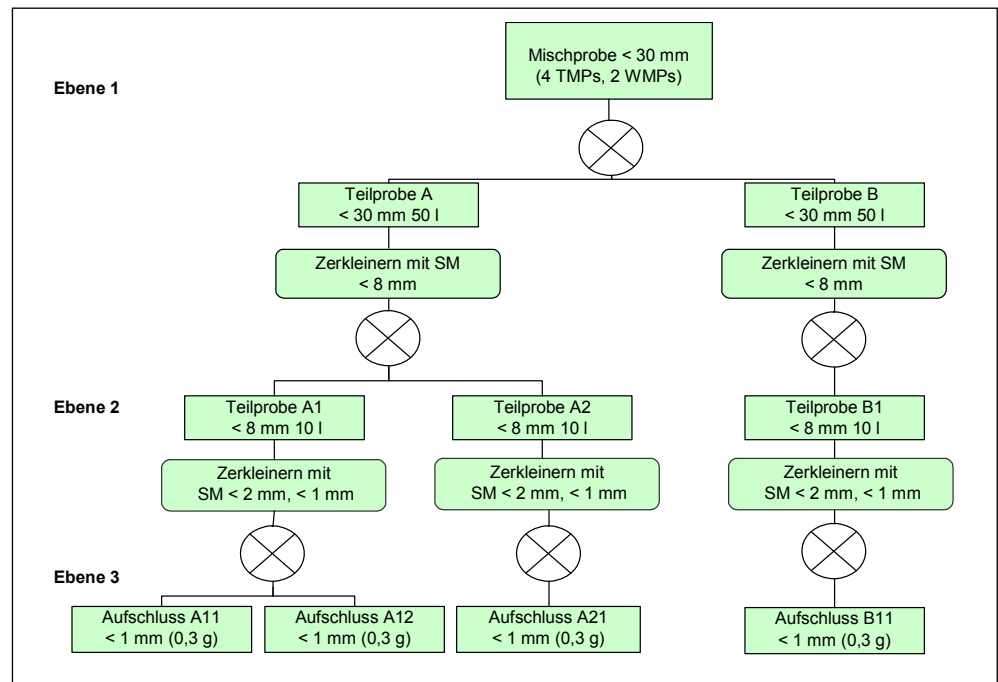 Mischprobe < 30 mm
(4 TMPs, 2 WMPs)
Ebene 1
Teilprobe A
< 30 mm 50 l
Teilprobe B
< 30 mm 50 l
Zerkleinern mit SM
< 8 mm
Zerkleinern mit SM
< 8 mm
Ebene 2
Teilprobe A1
< 8 mm 10 l
Teilprobe A2
< 8 mm 10 l
Teilprobe B1
< 8 mm 10 l
Zerkleinern mit
SM < 2 mm, < 1 mm
Zerkleinern mit
SM < 2 mm, < 1 mm
Zerkleinern mit
SM < 2 mm, < 1 mm
Ebene 3
Aufschluss A11
< 1 mm (0,3 g)
Aufschluss A12
< 1 mm (0,3 g)
Aufschluss A21
< 1 mm (0,3 g)
Aufschluss B11
< 1 mm (0,3 g)